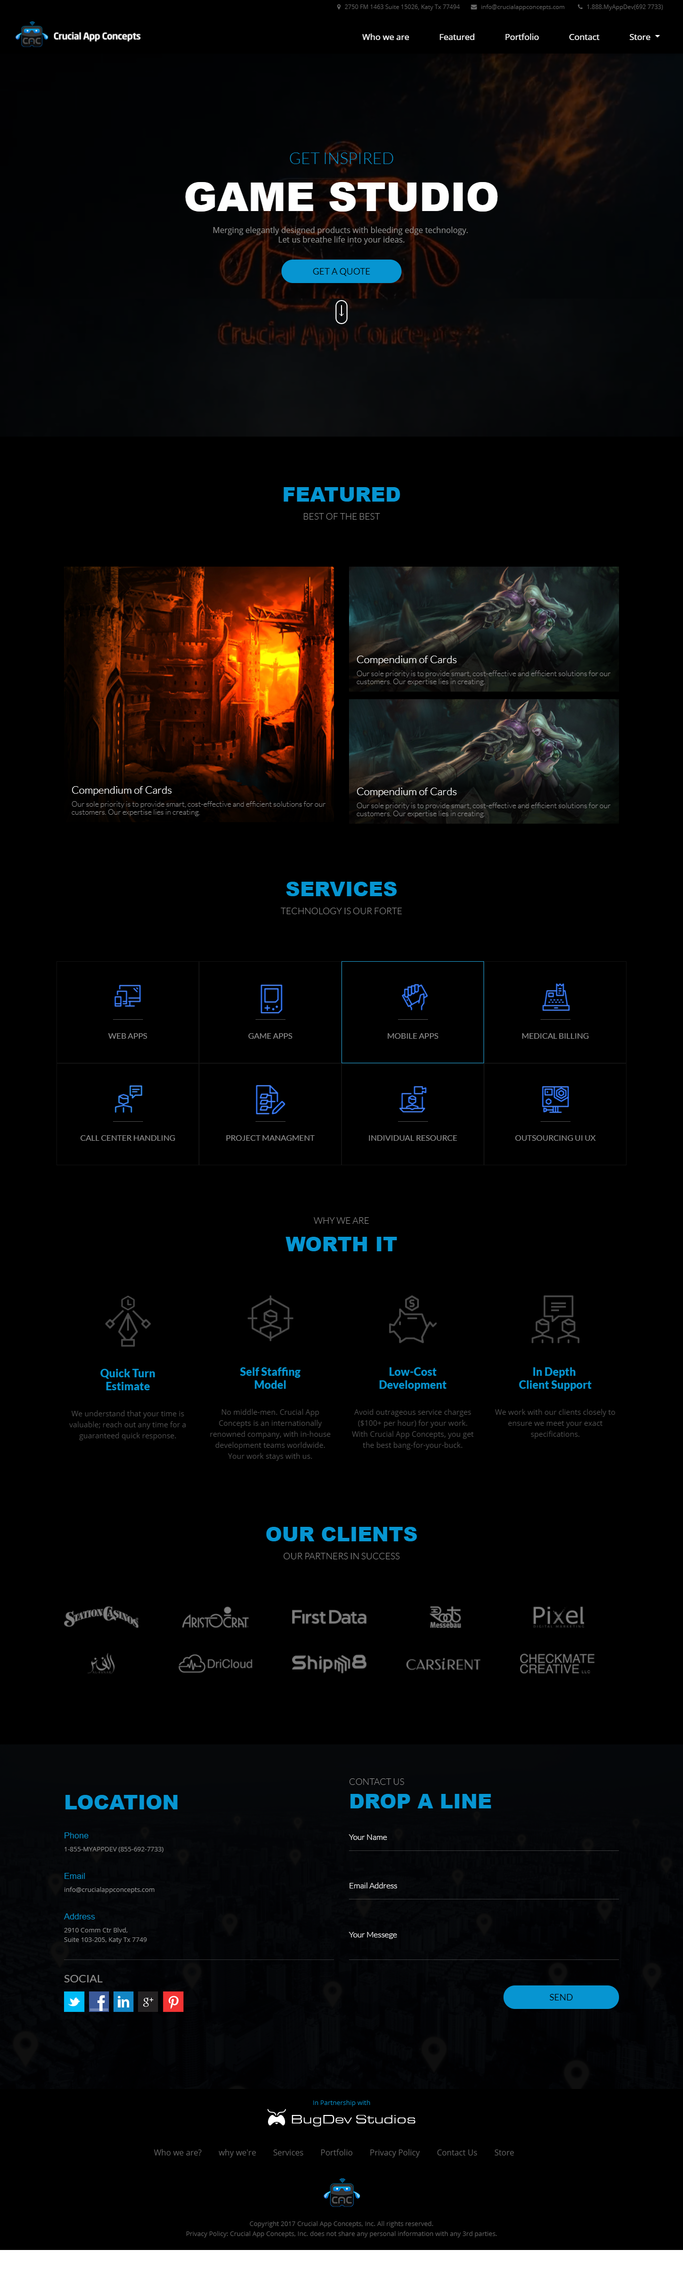 2750 FM 1463 Suite 15026, Katy Tx 77494
info@crucialappconcepts.com
1.888.MyAppDev(692 7733)
CAC
Crucial App Concepts
Who we are
Featured
Portfolio
Contact
Store
GET INSPIRED
GAME STUDIO
Merging elegantly designed products with bleeding edge technology.
Let us breathe life into your ideas.
GET A QUOTE
Crucial App Concepts
FEATURED
BEST OF THE BEST
Compendium of Cards
Our sole priority is to provide smart, cost-effective and efficient solutions for our
customers. Our expertise lies in creating.
Compendium of Cards
Our sole priority is to provide smart, cost-effective and efficient solutions for our
customers. Our expertise lies in creating.
Compendium of Cards
Our sole priority is to provide smart, cost-effective and efficient solutions for our
customers. Our expertise lies in creating.
SERVICES
TECHNOLOGY IS OUR FORTE
WEB APPS
GAME APPS
MOBILE APPS
MEDICAL BILLING
CALL CENTER HANDLING
PROJECT MANAGMENT
INDIVIDUAL RESOURCE
OUTSOURCING UI UX
WHY WE ARE
WORTH IT
Quick Turn
Estimate
We understand that your time is
valuable; reach out any time for a
guaranteed quick response.
Self Staffing
Model
No middle-men. Crucial App
Concepts is an internationally
renowned company, with in-house
development teams worldwide.
Your work stays with us.
Low-Cost
Development
Avoid outrageous service charges
($100+ per hour) for your work.
With Crucial App Concepts, you get
the best bang-for-your-buck.
In Depth
Client Support
We work with our clients closely to
ensure we meet your exact
specifications.
OUR CLIENTS
OUR PARTNERS IN SUCCESS
STATION CASINOS
ARISTOCRAT
First Data
Roots
Messebau
Pixel
DIGITAL MARKETING
DriCloud
Shipm8
CARSiRENT
CHECKMATE
CREATIVE LLC
LOCATION
Phone
1-855-MYAPPDEV (855-692-7733)
Email
info@crucialappconcepts.com
Address
2910 Comm Ctr Blvd,
Suite 103-205, Katy Tx 7749
SOCIAL
f
in
g+
CONTACT US
DROP A LINE
Your Name
Email Address
Your Messege
SEND
in Partnership with
BugDev Studios
Who we are?
why we're
Services
Portfolio
Privacy Policy
Contact Us
Store
CAC
Copyright 2017 Crucial App Concepts, Inc. All rights reserved.
Privacy Policy: Crucial App Concepts, Inc. does not share any personal information with any 3rd parties.